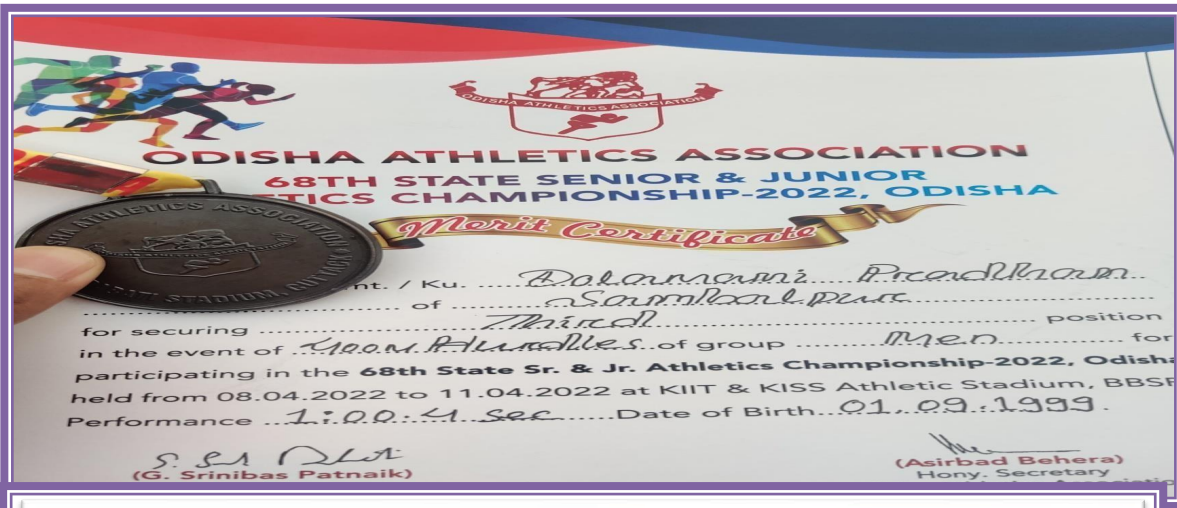 ODISHA ATHLETICS ASSOCIATION
ODISHA ATHLETICS ASSOCIATION
68TH STATE SENIOR & JUNIOR
TICS CHAMPIONSHIP-2022, ODISHA
Merit Certificate
ATHLETICS ASSOCIATION
STADIUM, CUTTACK
nt. / Ku. Dalamani Pradhan
of Sambalpur
for securing Third position
in the event of 400M Hurdles of group Men for
participating in the 68th State Sr. & Jr. Athletics Championship-2022, Odisha
held from 08.04.2022 to 11.04.2022 at KIIT & KISS Athletic Stadium, BBSR
Performance 1:00.4 Sec Date of Birth 01.09.1999.
(G. Srinibas Patnaik)
(Asirbad Behera)
Hony. Secretary